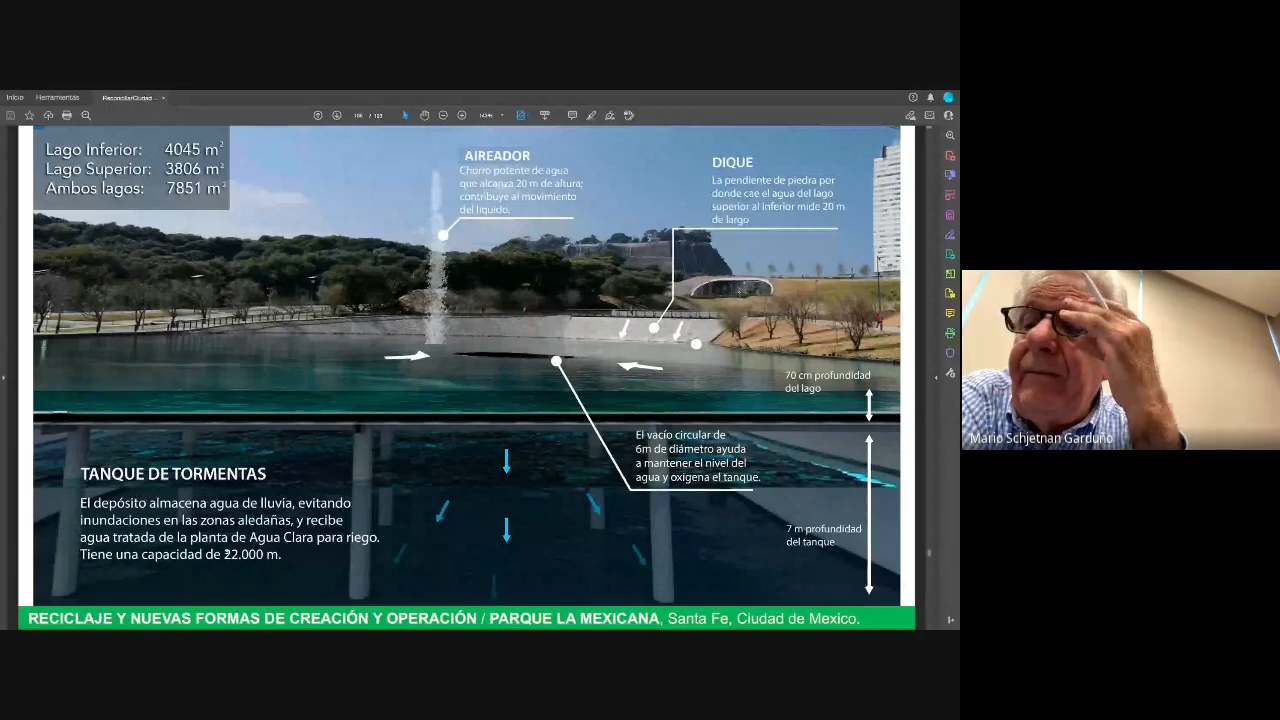 Inicio Herramientas ReconciliarCiudad ... ×
108 / 123 143%
Lago Inferior: 4045 m²
Lago Superior: 3806 m²
Ambos lagos: 7851 m²
AIREADOR
Chorro potente de agua
que alcanza 20 m de altura;
contribuye al movimiento
del líquido.
DIQUE
La pendiente de piedra por
donde cae el agua del lago
superior al inferior mide 20 m
de largo
70 cm profundidad
del lago
El vacío circular de
6m de diámetro ayuda
a mantener el nivel del
agua y oxigena el tanque.
TANQUE DE TORMENTAS
El depósito almacena agua de lluvia, evitando
inundaciones en las zonas aledañas, y recibe
agua tratada de la planta de Agua Clara para riego.
Tiene una capacidad de 22.000 m.
7 m profundidad
del tanque
RECICLAJE Y NUEVAS FORMAS DE CREACIÓN Y OPERACIÓN / PARQUE LA MEXICANA, Santa Fe, Ciudad de Mexico.
Mario Schjetnan Garduño